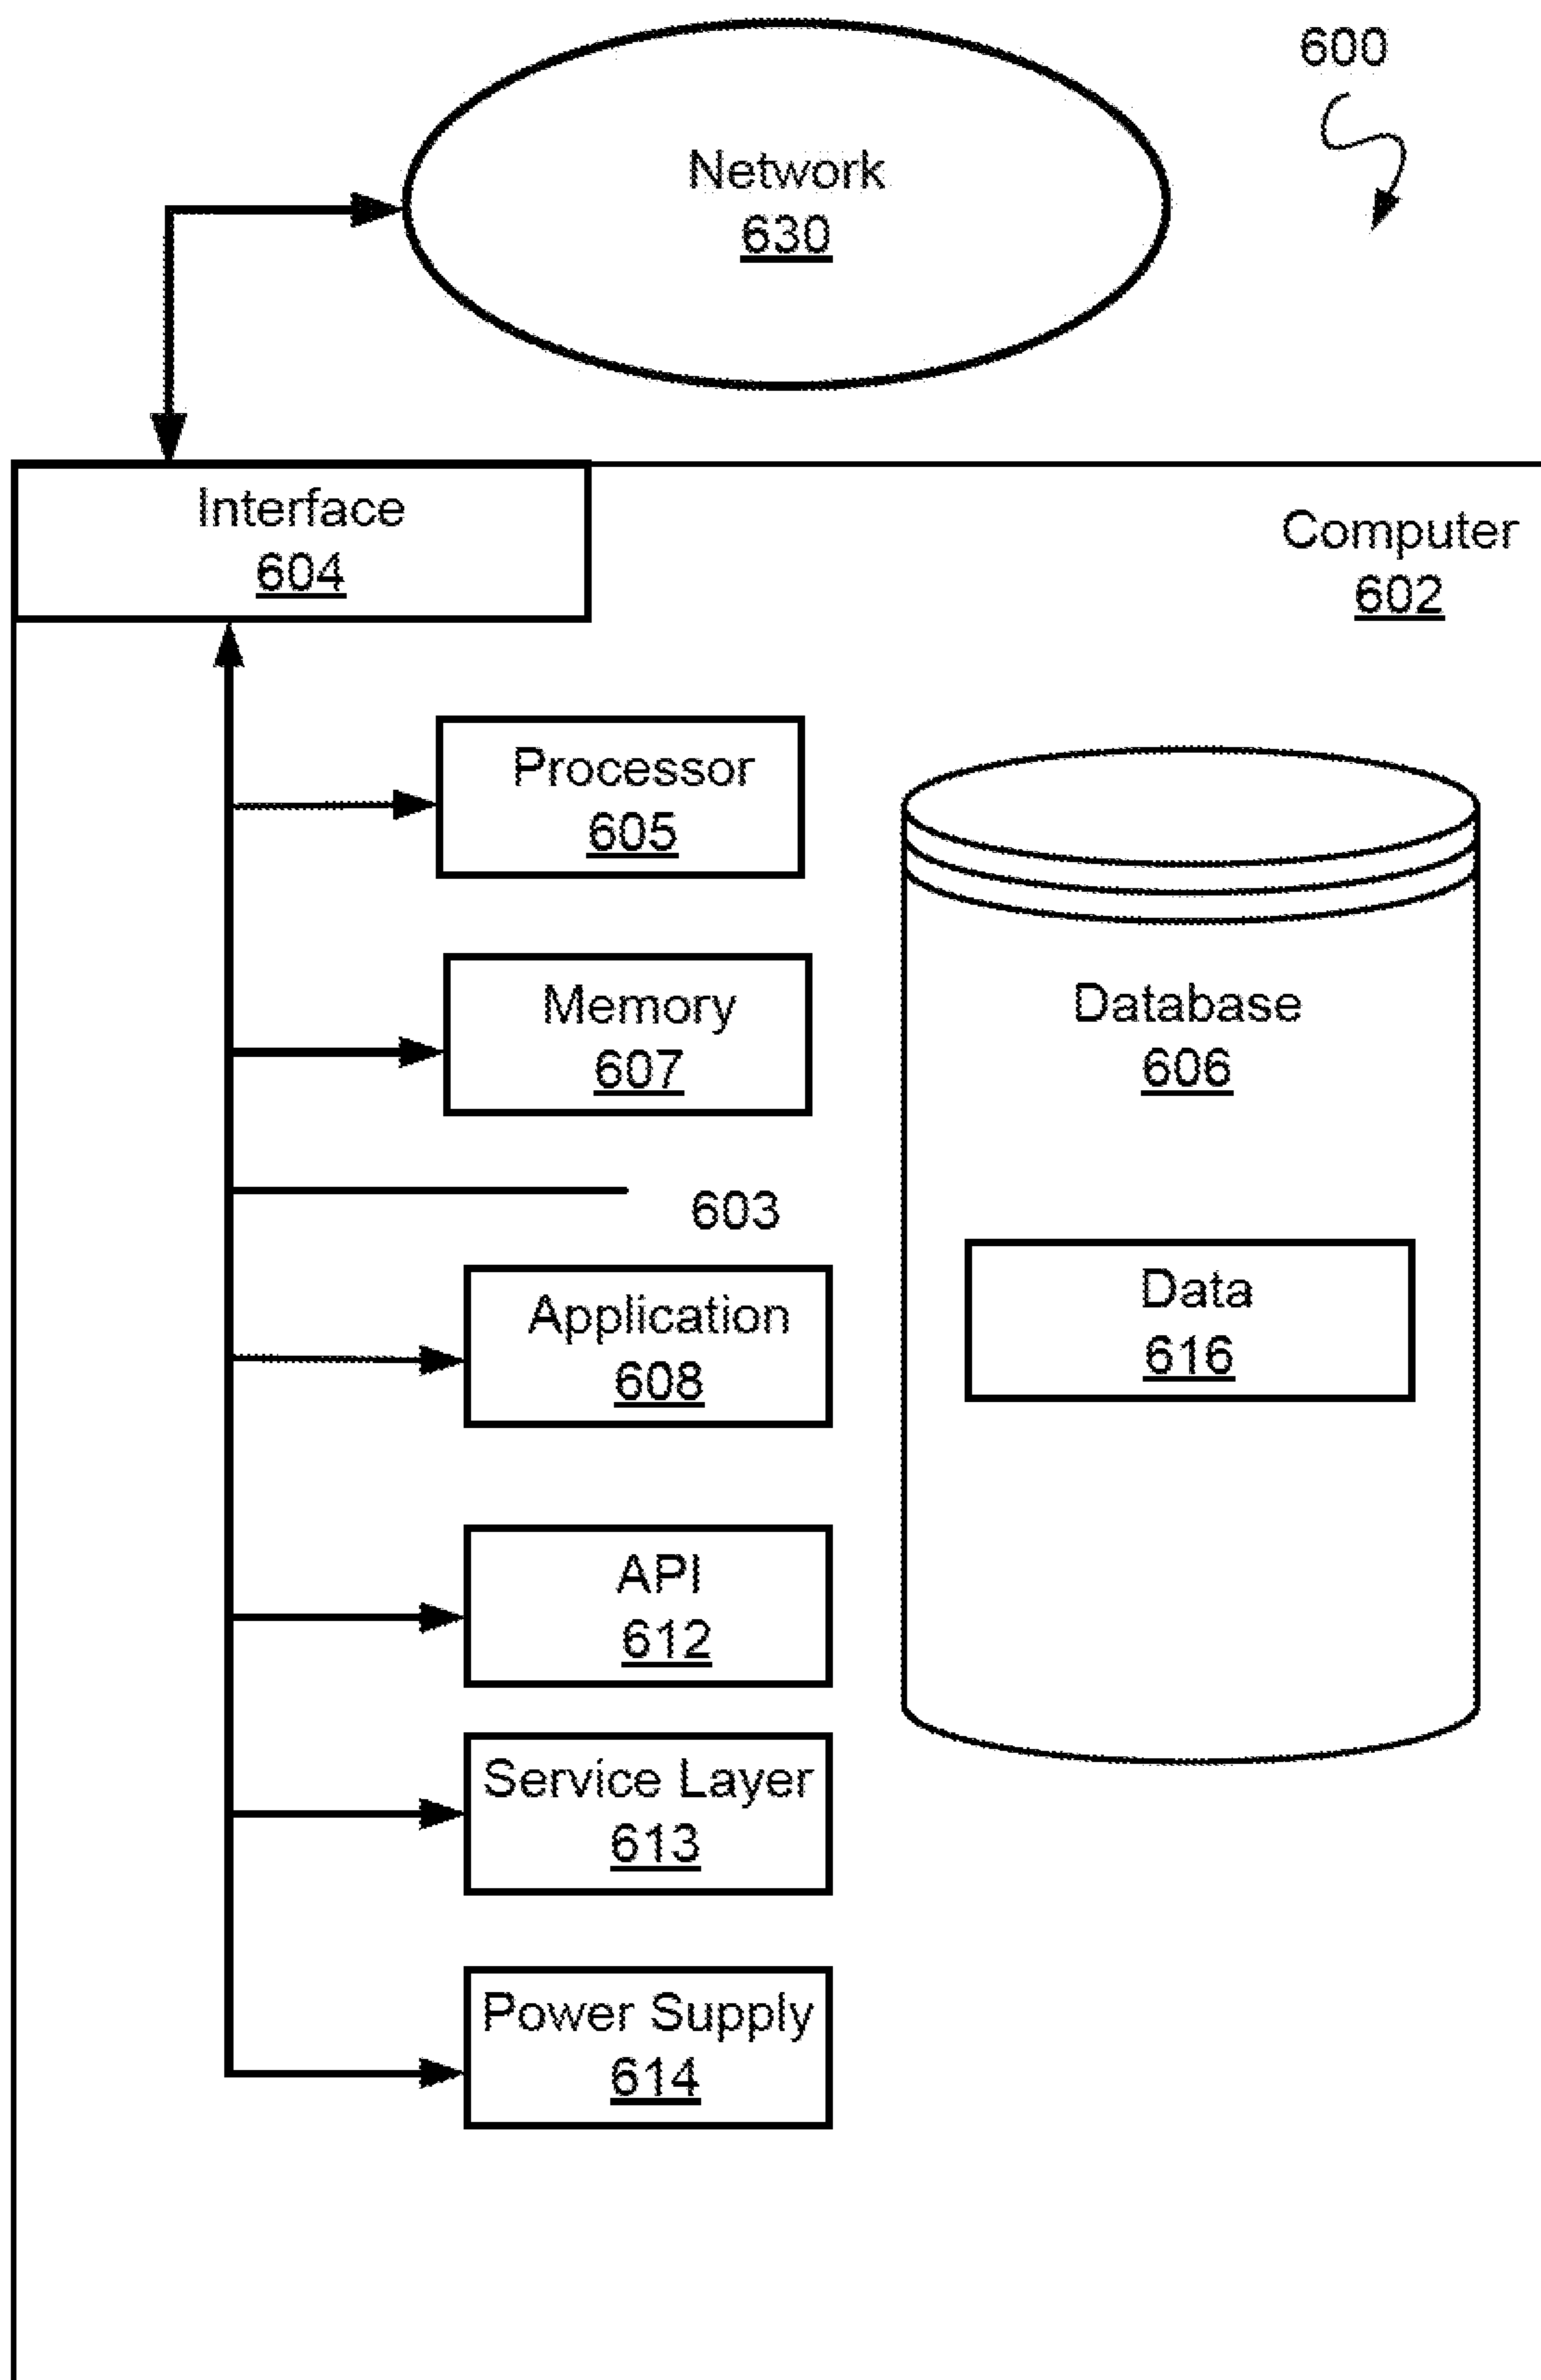 600
Network
630
Interface
604
Computer
602
Processor
605
Memory
607
Database
606
603
Data
616
Application
608
API
612
Service Layer
613
Power Supply
614